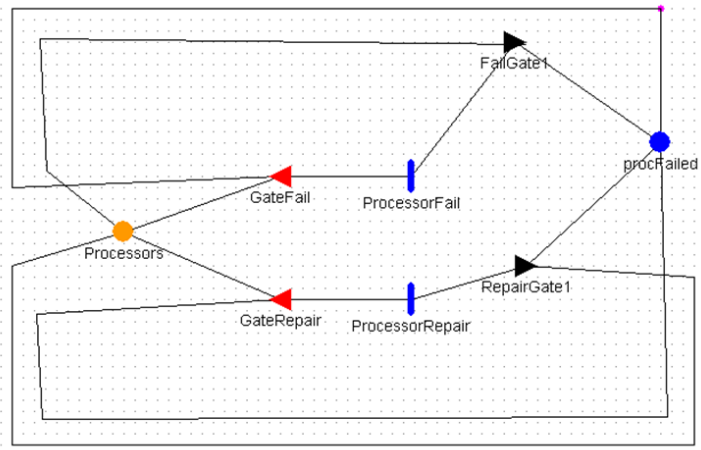 FailGate1
procFailed
GateFail
ProcessorFail
Processors
RepairGate1
GateRepair
ProcessorRepair